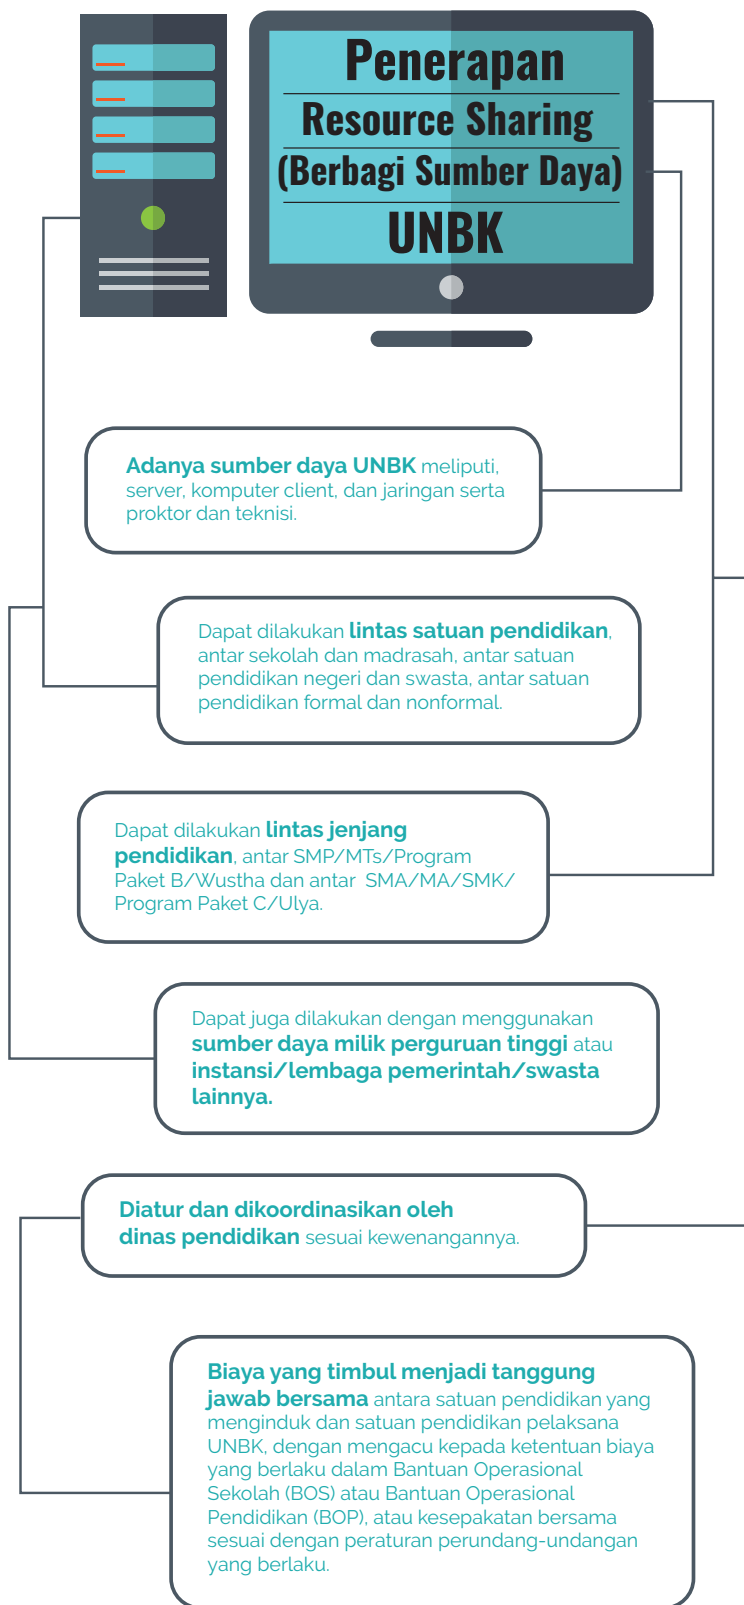 Penerapan
Resource Sharing
(Berbagi Sumber Daya)
UNBK
Adanya sumber daya UNBK meliputi,
server, komputer client, dan jaringan serta
proktor dan teknisi.
Dapat dilakukan lintas satuan pendidikan,
antar sekolah dan madrasah, antar satuan
pendidikan negeri dan swasta, antar satuan
pendidikan formal dan nonformal.
Dapat dilakukan lintas jenjang
pendidikan, antar SMP/MTs/Program
Paket B/Wustha dan antar SMA/MA/SMK/
Program Paket C/Ulya.
Dapat juga dilakukan dengan menggunakan
sumber daya milik perguruan tinggi atau
instansi/lembaga pemerintah/swasta
lainnya.
Diatur dan dikoordinasikan oleh
dinas pendidikan sesuai kewenangannya.
Biaya yang timbul menjadi tanggung
jawab bersama antara satuan pendidikan yang
menginduk dan satuan pendidikan pelaksana
UNBK, dengan mengacu kepada ketentuan biaya
yang berlaku dalam Bantuan Operasional
Sekolah (BOS) atau Bantuan Operasional
Pendidikan (BOP), atau kesepakatan bersama
sesuai dengan peraturan perundang-undangan
yang berlaku.